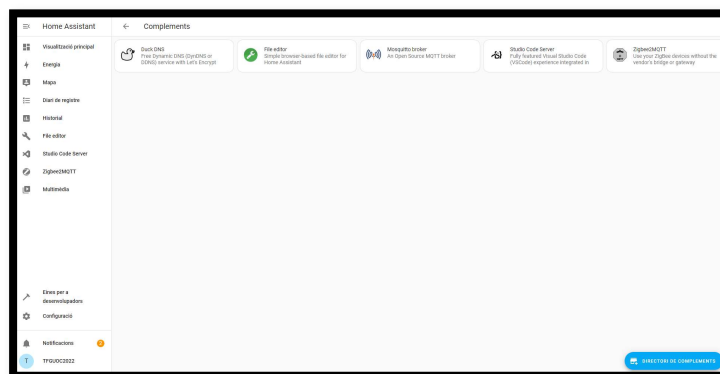 Home Assistant
Complements
Visualització principal
Energia
Mapa
Diari de registre
Historial
File editor
Studio Code Server
Zigbee2MQTT
Multimèdia
Eines per a
desenvolupadors
Configuració
Notificacions 2
T TFGUOC2022
Duck DNS
Free Dynamic DNS (DynDNS or
DDNS) service with Let's Encrypt
File editor
Simple browser-based file editor for
Home Assistant
Mosquitto broker
An Open Source MQTT broker
Studio Code Server
Fully featured Visual Studio Code
(VSCode) experience integrated in
Zigbee2MQTT
Use your ZigBee devices without the
vendor's bridge or gateway
DIRECTORI DE COMPLEMENTS